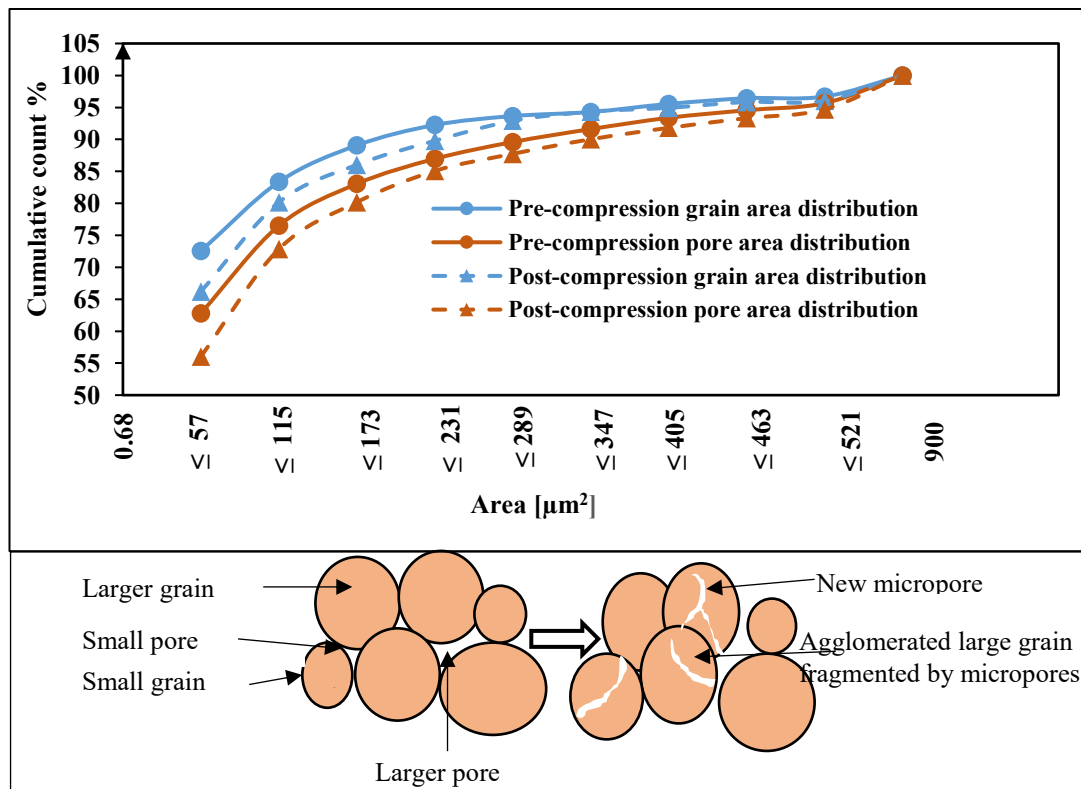 105
100
95
90
85
80
75
70
65
60
55
50
Cumulative count %
Pre-compression grain area distribution
Pre-compression pore area distribution
Post-compression grain area distribution
Post-compression pore area distribution
0.68
≤ 57
≤ 115
≤ 173
≤ 231
≤ 289
≤ 347
≤ 405
≤ 463
≤ 521
900
Area [µm²]
Larger grain
Small pore
Small grain
Larger pore
New micropore
Agglomerated large grain
fragmented by micropores